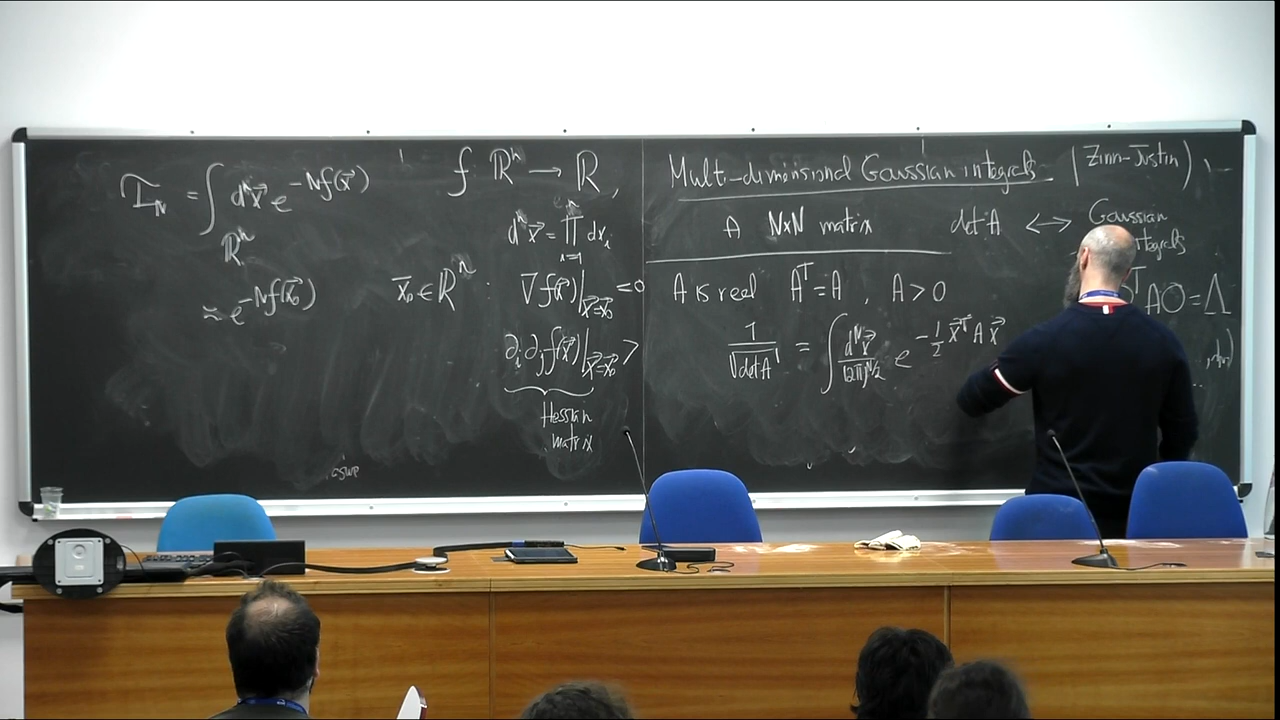 I_N = ∫_{ℝ^n} d^n x⃗ e^{-Nf(x⃗)}
f: ℝ^n → ℝ,
d^n x⃗ = ∏_{i=1}^{n} dx_i
≈ e^{-Nf(x⃗_0)}
x⃗_0 ∈ ℝ^n : ∇f(x⃗)|_{x⃗=x⃗_0} = 0
∂_i ∂_j f(x⃗)|_{x⃗=x⃗_0} >
Hessian
matrix
Multi-dimensional Gaussian integrals (Zinn-Justin)
A N×N matrix det A ↔ Gaussian
A is real A^T = A , A > 0
AO = Λ
1/√(det A) = ∫ d^N x⃗/(2π)^{N/2} e^{-1/2 x⃗^T A x⃗}